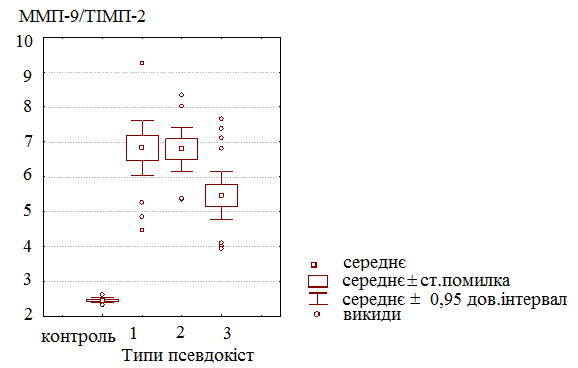 ММП-9/ТІМП-2
10
9
8
7
6
5
4
3
2
контроль 1 2 3
Типи псевдокіст
середнє
середнє ± ст.помилка
середнє ± 0,95 дов.інтервал
викиди